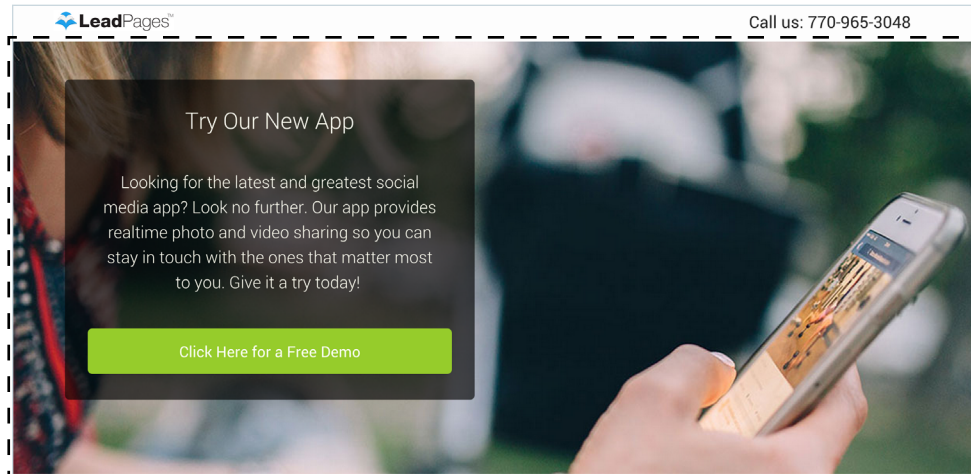 LeadPages™
Call us: 770-965-3048
Try Our New App
Looking for the latest and greatest social
media app? Look no further. Our app provides
realtime photo and video sharing so you can
stay in touch with the ones that matter most
to you. Give it a try today!
Click Here for a Free Demo